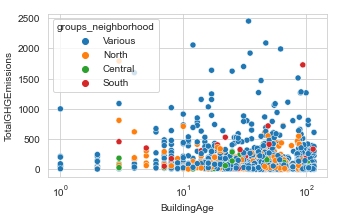 groups_neighborhood
Various
North
Central
South
TotalGHGEmissions
2500
2000
1500
1000
500
0
10⁰
10¹
10²
BuildingAge